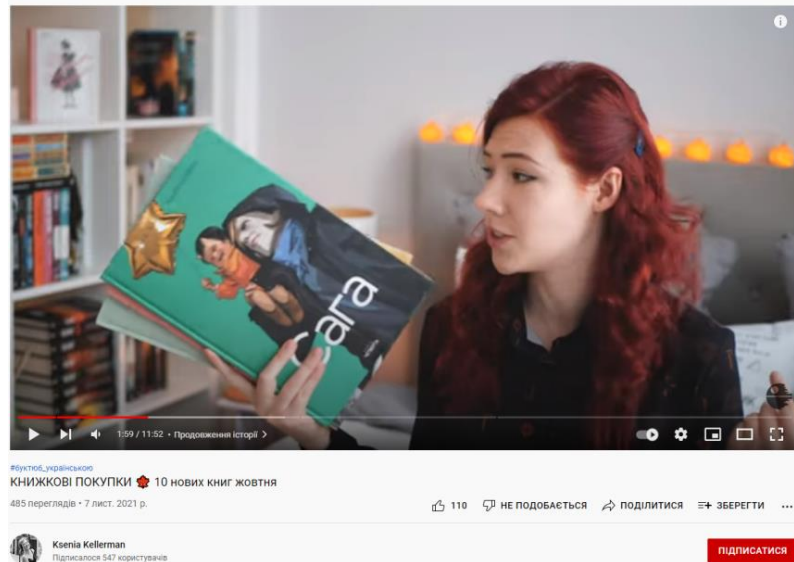 Сага
1:59 / 11:52 • Продовження історії >
#буктюб_українською
КНИЖКОВІ ПОКУПКИ 🍁 10 нових книг жовтня
485 переглядів • 7 лист. 2021 р.
110 НЕ ПОДОБАЄТЬСЯ ПОДІЛИТИСЯ ЗБЕРЕГТИ ...
Ksenia Kellerman
Підписалося 547 користувачів
ПІДПИСАТИСЯ